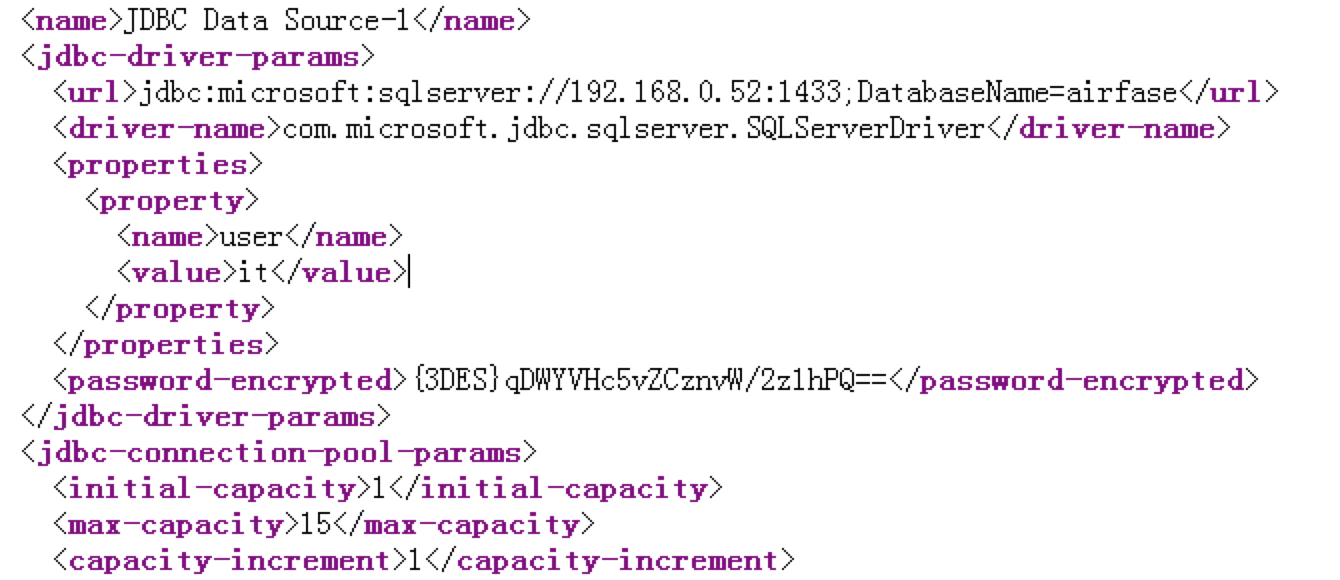 <name>JDBC Data Source-1</name>
<jdbc-driver-params>
<url>jdbc:microsoft:sqlserver://192.168.0.52:1433;DatabaseName=airfase</url>
<driver-name>com.microsoft.jdbc.sqlserver.SQLServerDriver</driver-name>
<properties>
<property>
<name>user</name>
<value>it</value>
</property>
</properties>
<password-encrypted>{3DES}qDWYVHc5vZCznvW/2z1hPQ==</password-encrypted>
</jdbc-driver-params>
<jdbc-connection-pool-params>
<initial-capacity>1</initial-capacity>
<max-capacity>15</max-capacity>
<capacity-increment>1</capacity-increment>